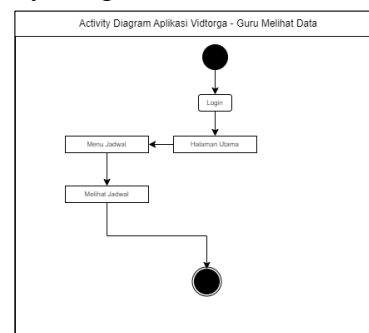 Activity Diagram Aplikasi Vidtorga - Guru Melihat Data
Login
Halaman Utama
Menu Jadwal
Melihat Jadwal